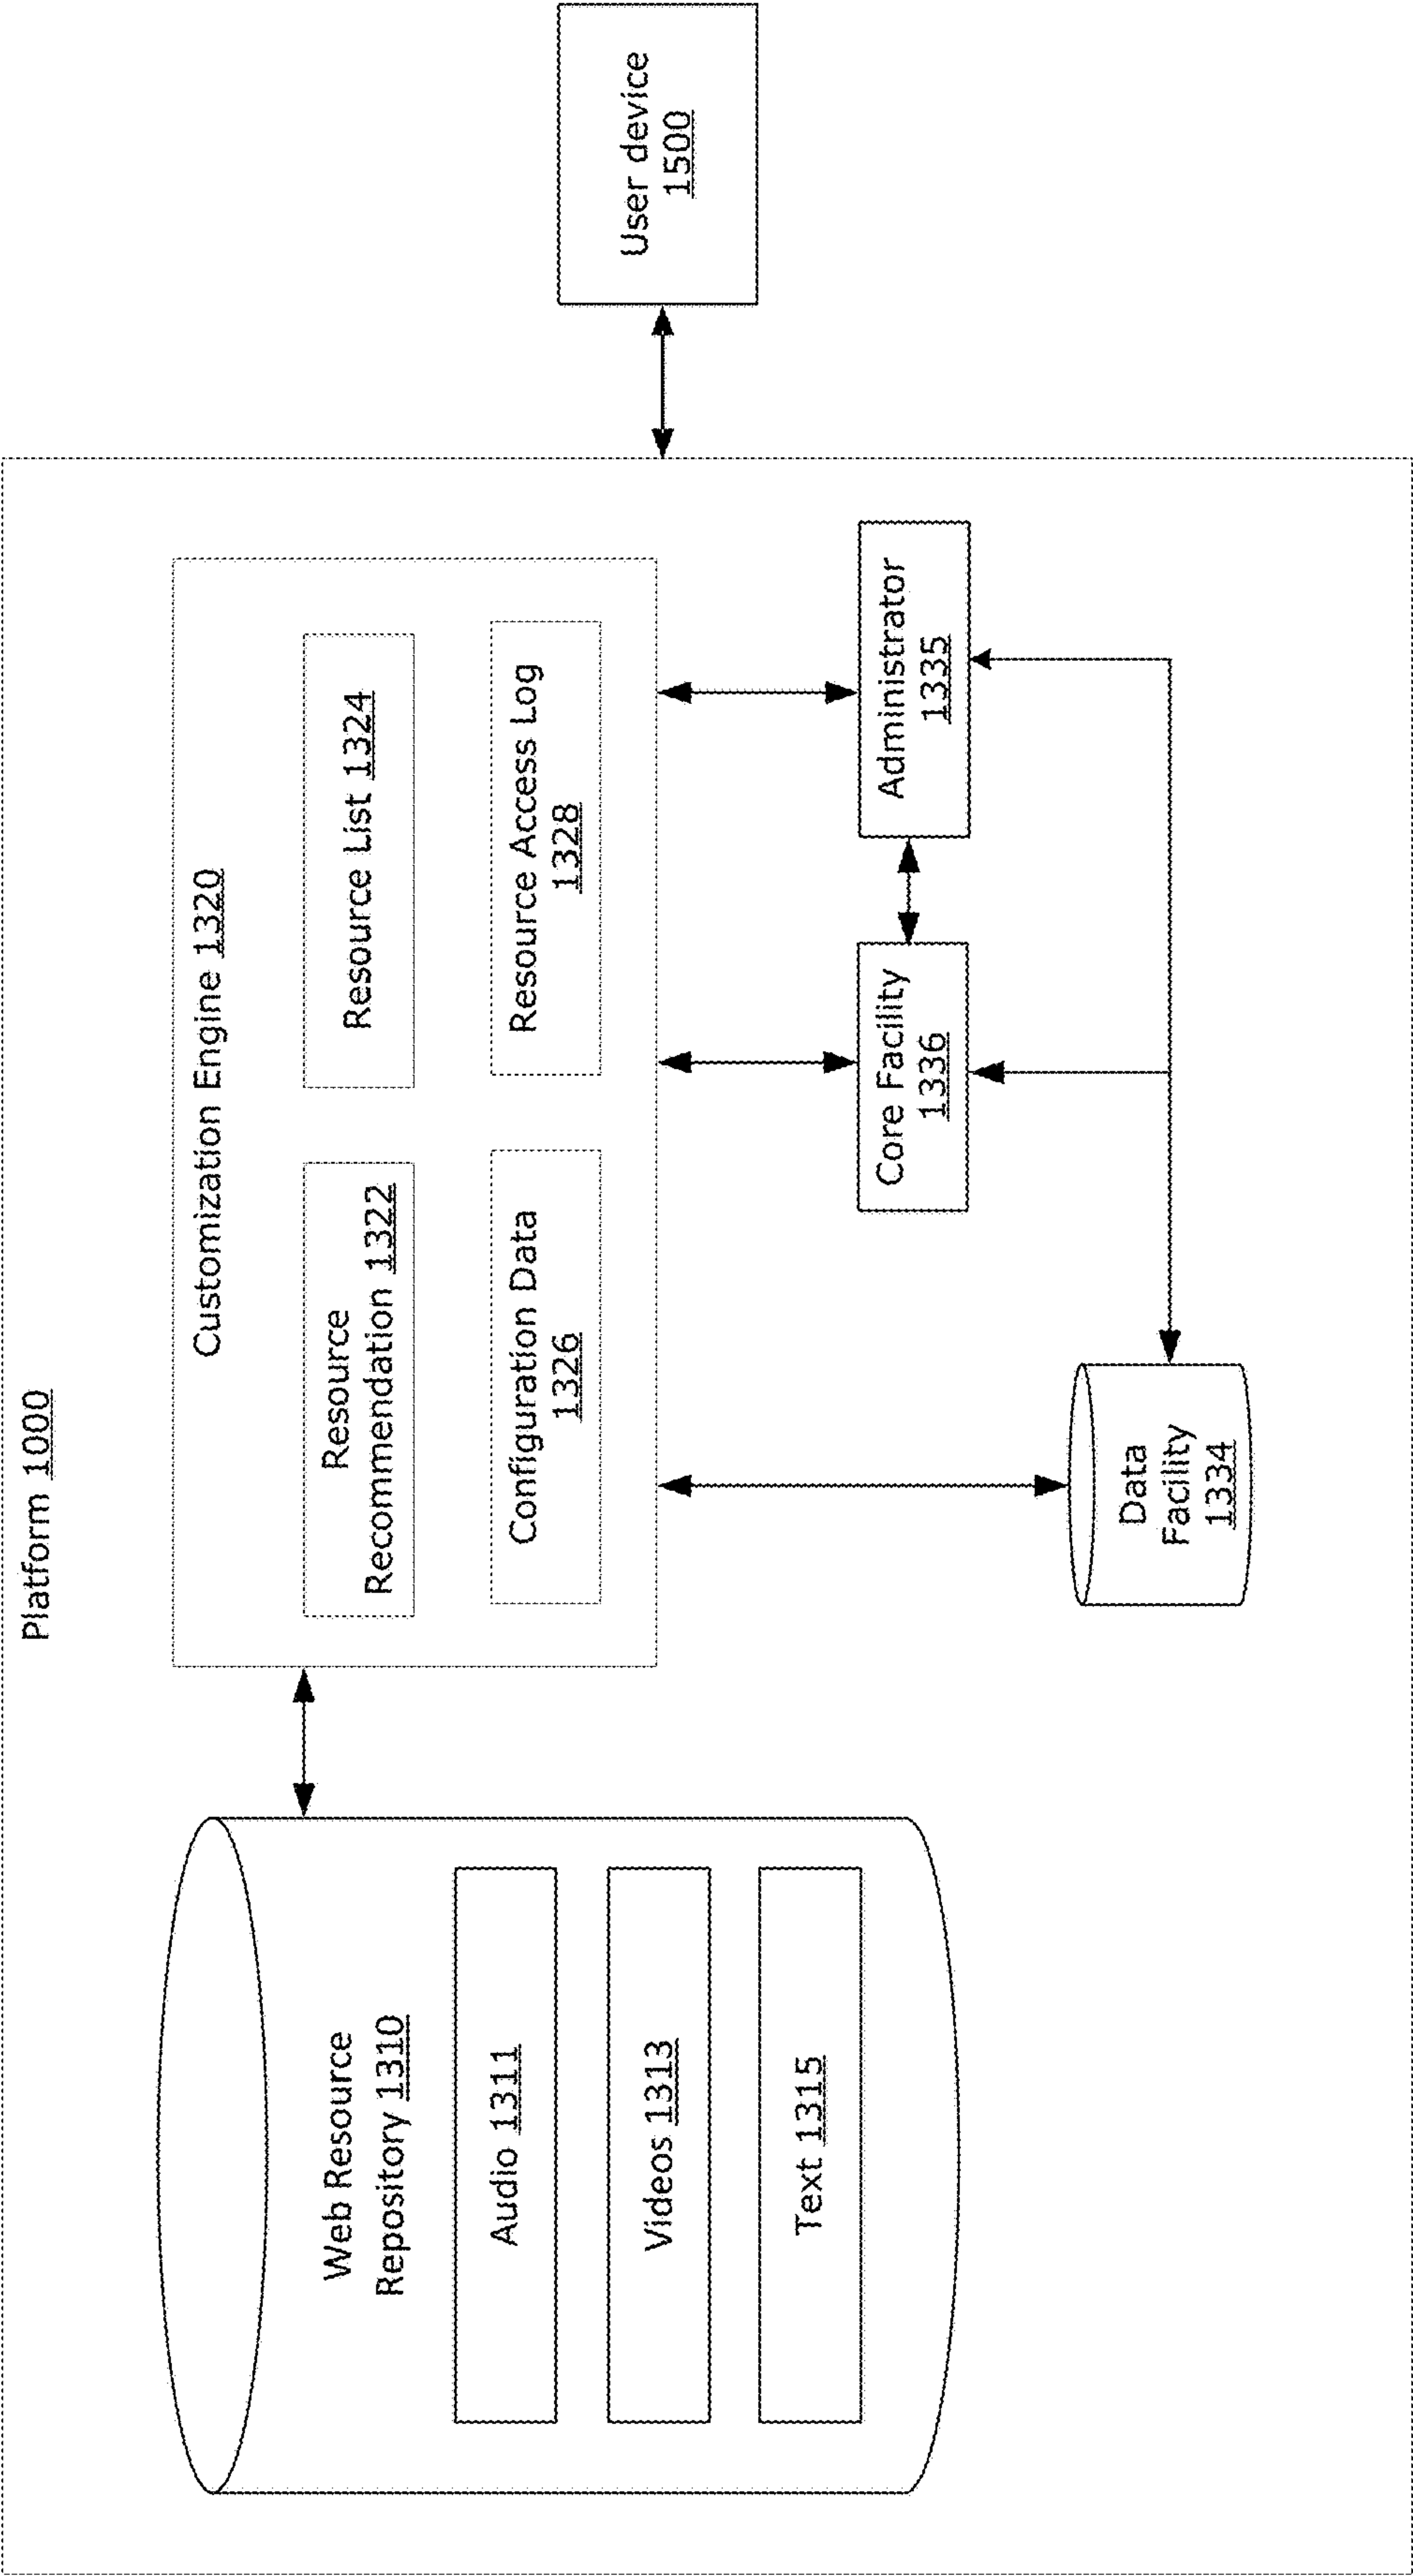 Platform 1000
Web Resource
Repository 1310
Audio 1311
Videos 1313
Text 1315
Customization Engine 1320
Resource
Recommendation 1322
Resource List 1324
Configuration Data
1326
Resource Access Log
1328
Data
Facility
1334
Core Facility
1336
Administrator
1335
User device
1500